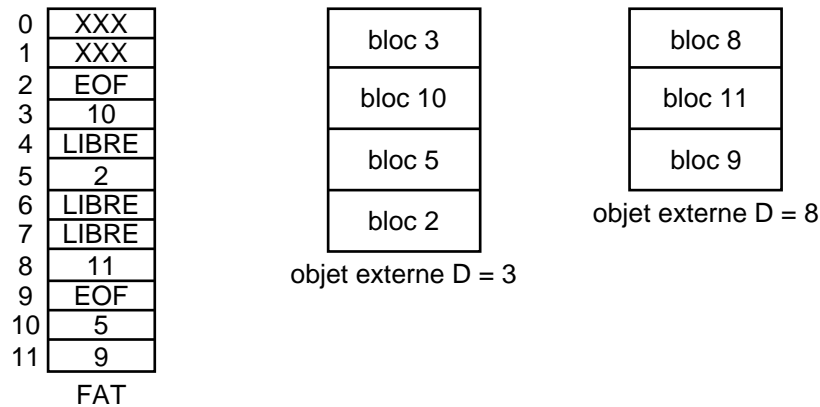 0 XXX
1 XXX
2 EOF
3 10
4 LIBRE
5 2
6 LIBRE
7 LIBRE
8 11
9 EOF
10 5
11 9
FAT
bloc 3
bloc 10
bloc 5
bloc 2
objet externe D = 3
bloc 8
bloc 11
bloc 9
objet externe D = 8